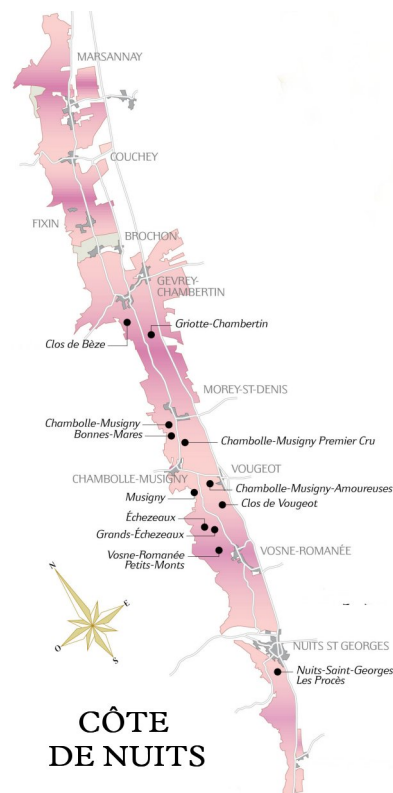 MARSANNAY
COUCHEY
FIXIN
BROCHON
GEVREY-
CHAMBERTIN
Griotte-Chambertin
Clos de Bèze
MOREY-ST-DENIS
Chambolle-Musigny
Bonnes-Mares
Chambolle-Musigny Premier Cru
CHAMBOLLE-MUSIGNY
VOUGEOT
Chambolle-Musigny-Amoureuses
Musigny
Clos de Vougeot
Échezeaux
Grands-Échezeaux
Vosne-Romanée
Petits-Monts
VOSNE-ROMANÉE
N
E
O
S
NUITS ST GEORGES
Nuits-Saint-Georges
Les Procès
CÔTE
DE NUITS